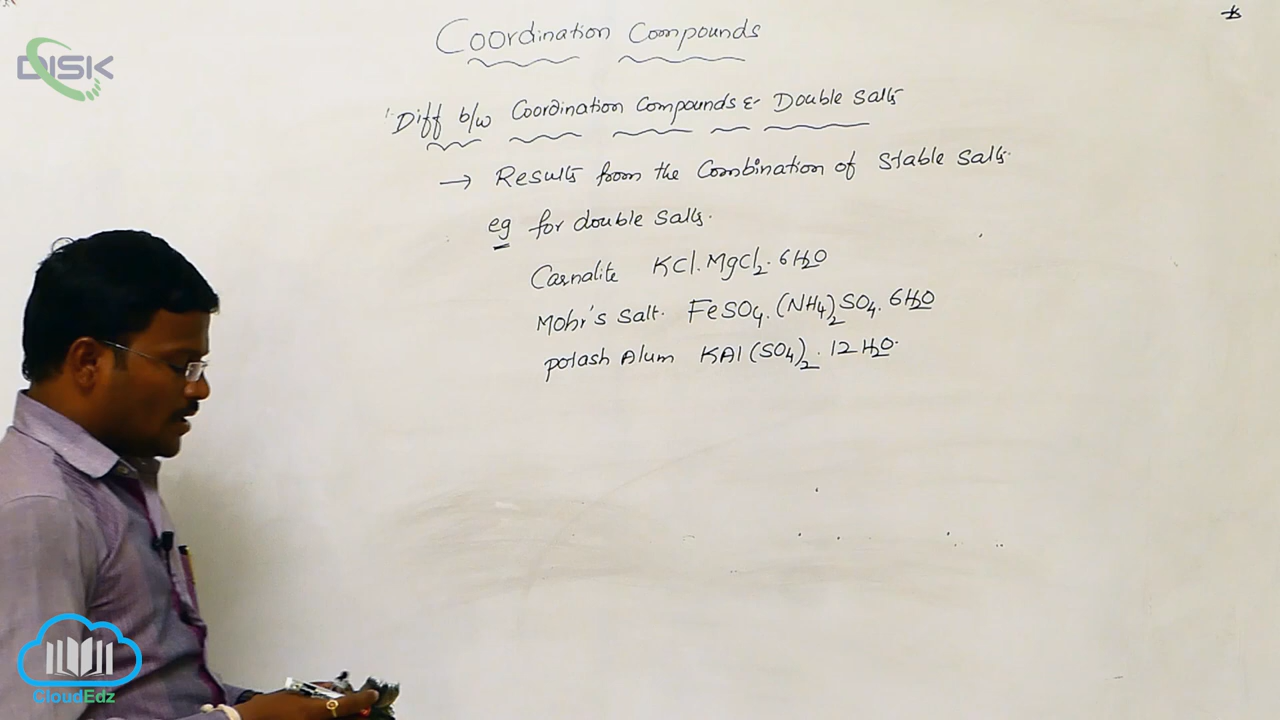 DISK
Coordination Compounds
Diff b/w Coordination Compounds & Double Salts
→ Results from the Combination of Stable Salts.
eg for double Salts.
Carnalite KCl.MgCl₂.6H₂O
Mohr's Salt. FeSO₄.(NH₄)₂SO₄.6H₂O
potash Alum KAl(SO₄)₂.12H₂O.
CloudEdz